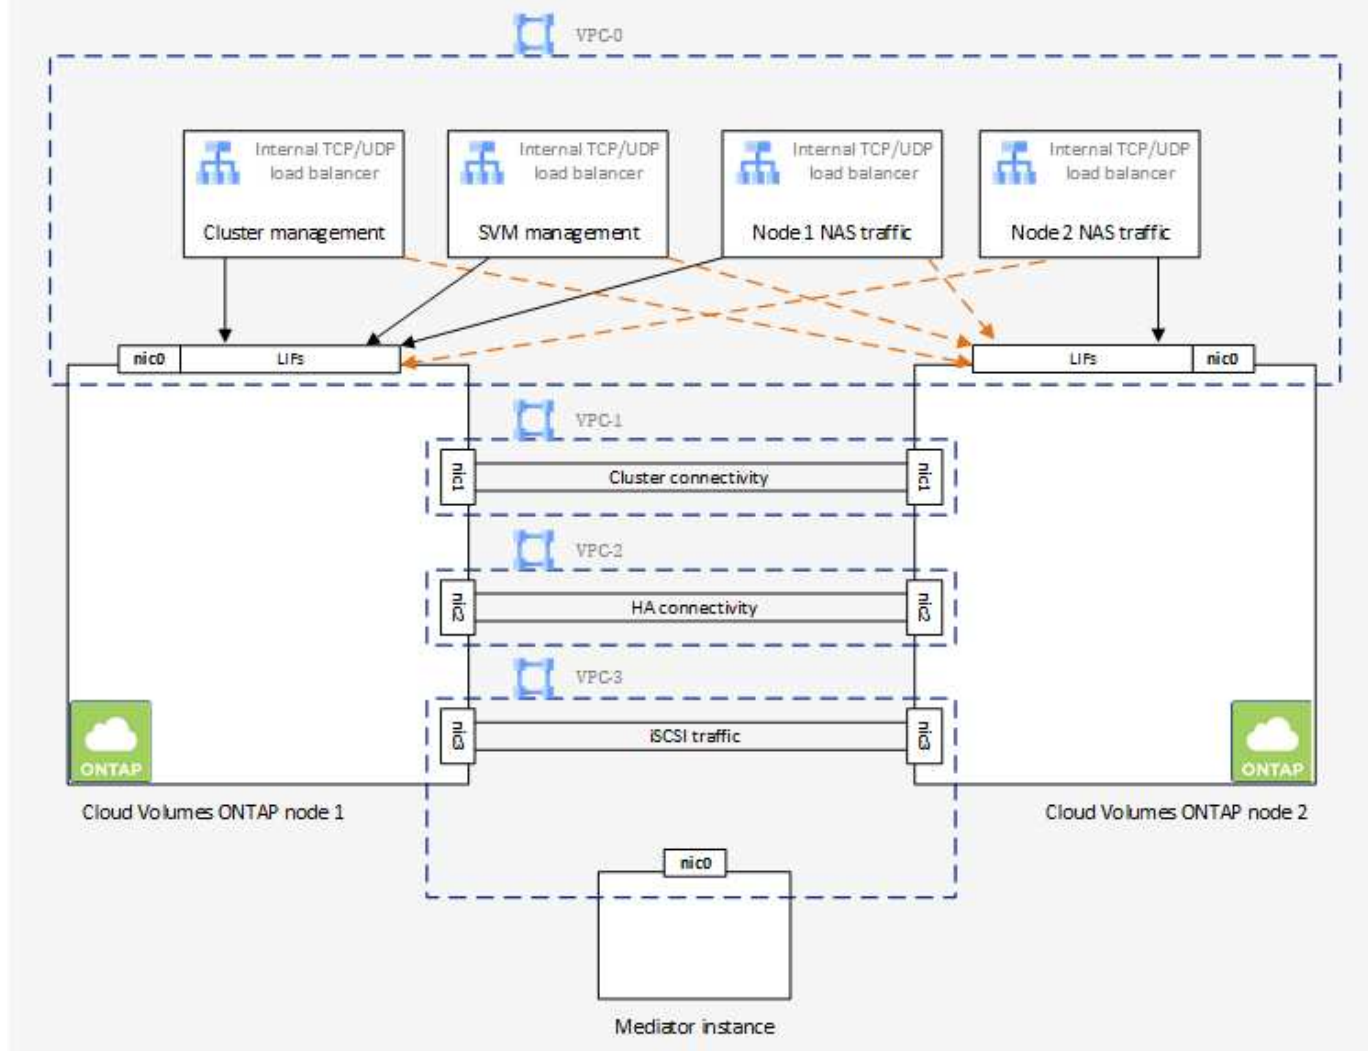 VPC-0
Internal TCP/UDP
load balancer
Cluster management
Internal TCP/UDP
load balancer
SVM management
Internal TCP/UDP
load balancer
Node 1 NAS traffic
Internal TCP/UDP
load balancer
Node 2 NAS traffic
nic0
LIFs
LIFs
nic0
VPC-1
nic1
Cluster connectivity
nic1
VPC-2
nic2
HA connectivity
nic2
VPC-3
nic3
iSCSI traffic
nic3
ONTAP
ONTAP
Cloud Volumes ONTAP node 1
Cloud Volumes ONTAP node 2
nic0
Mediator instance